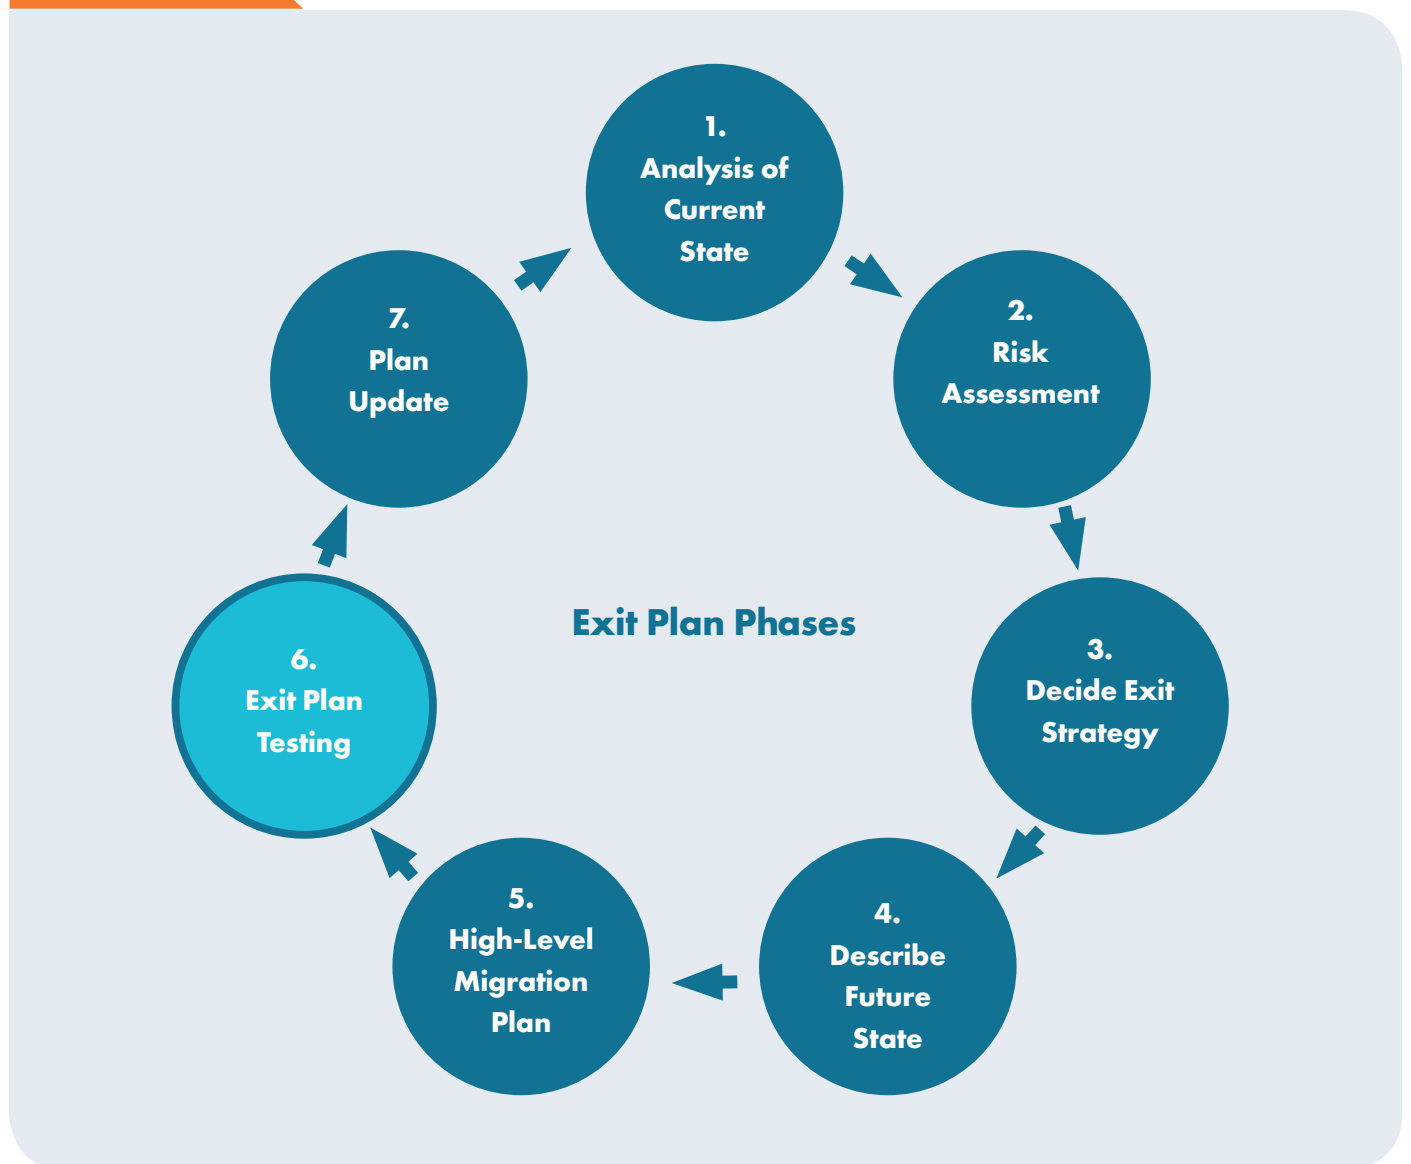 1.
Analysis of
Current
State
2.
Risk
Assessment
3.
Decide Exit
Strategy
4.
Describe
Future
State
5.
High-Level
Migration
Plan
6.
Exit Plan
Testing
7.
Plan
Update
Exit Plan Phases